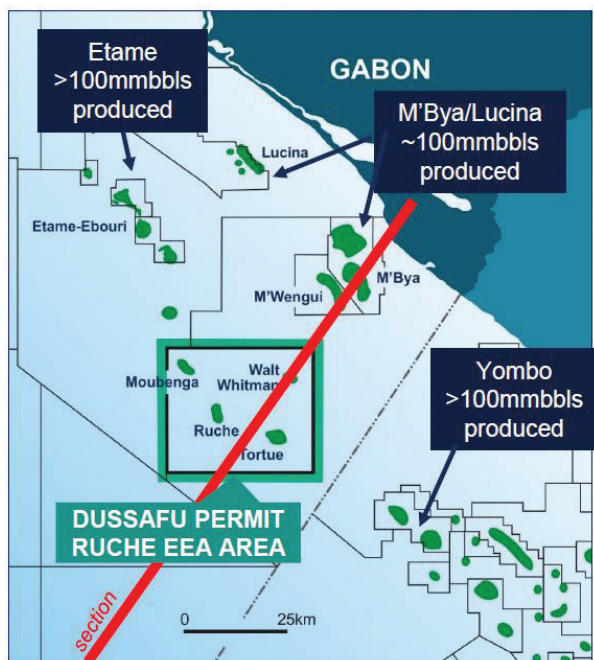 Etame
>100mmbbls
produced
GABON
M'Bya/Lucina
~100mmbbls
produced
Lucina
Etame-Ebouri
M'Bya
M'Wengui
Moubenga
Walt
Whitman
Ruche
Tortue
Yombo
>100mmbbls
produced
DUSSAFU PERMIT
RUCHE EEA AREA
section
0 25km